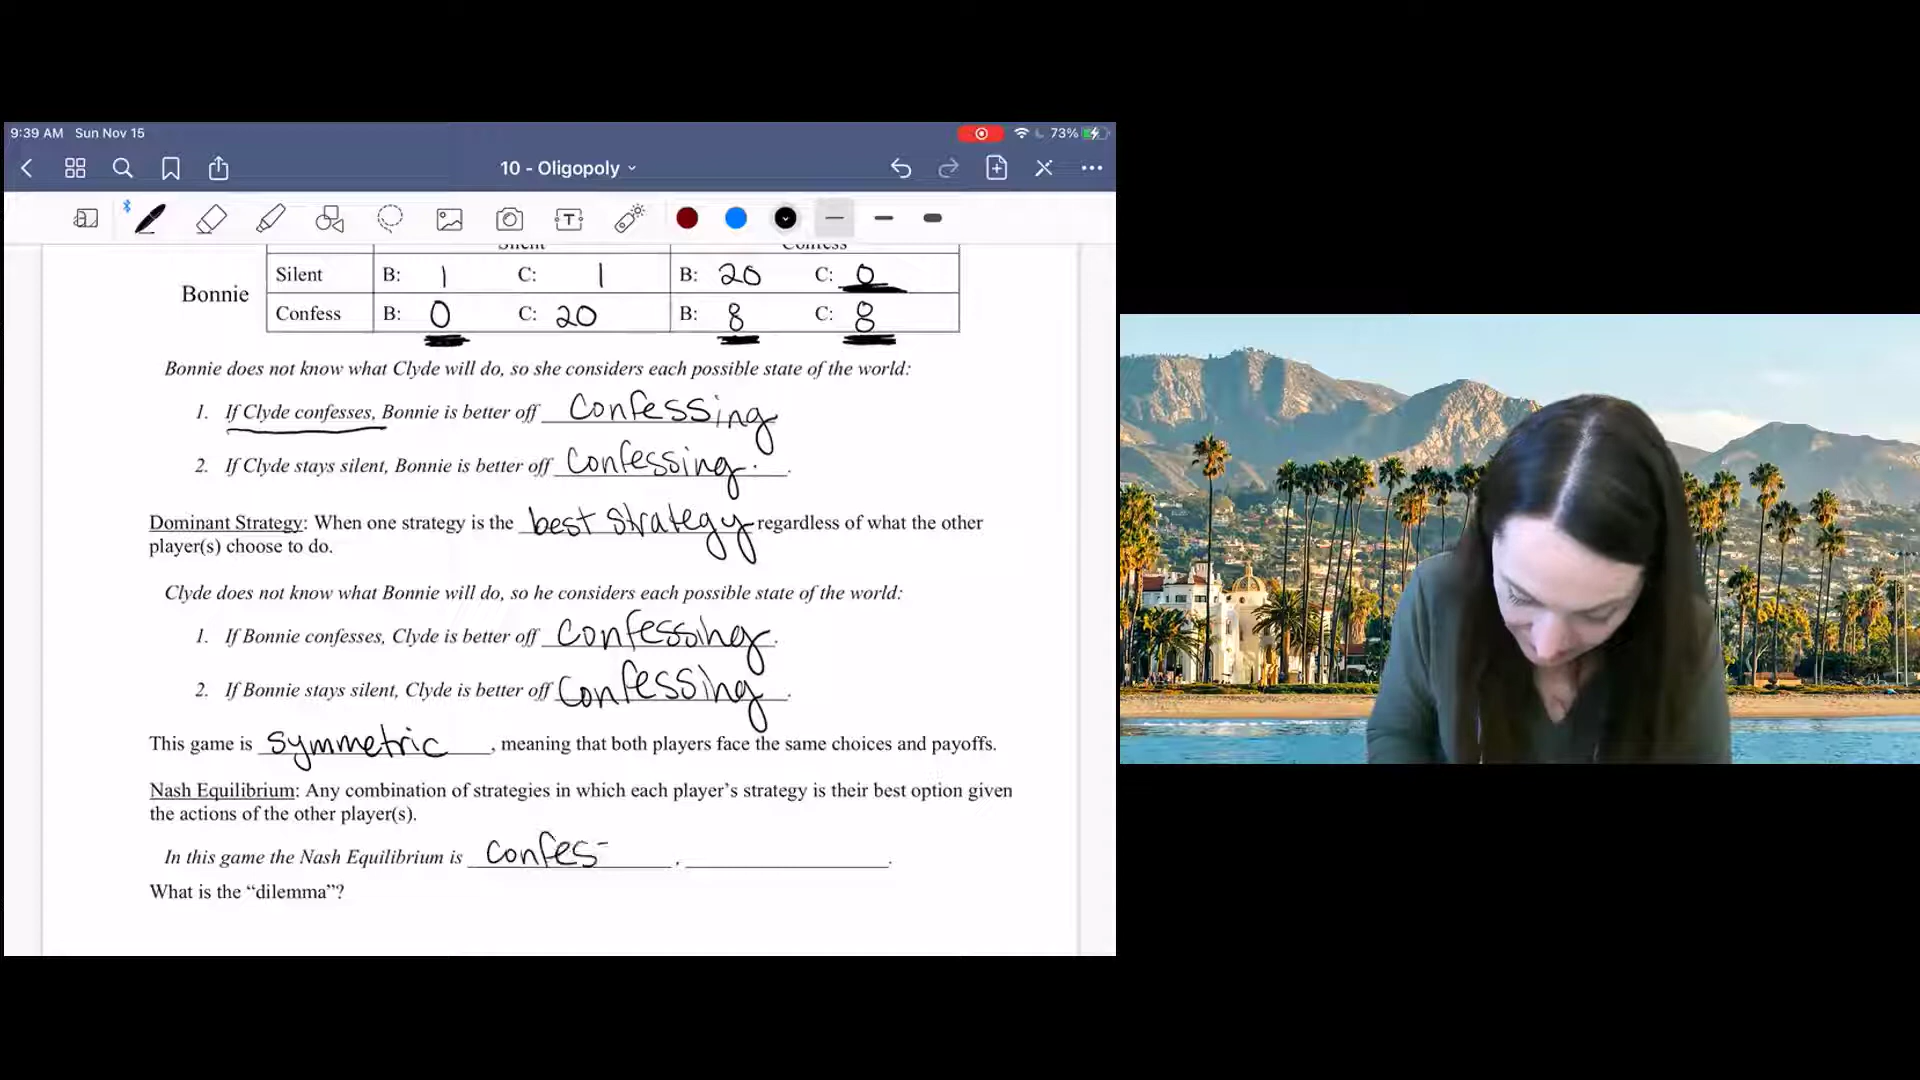 9:39 AM Sun Nov 15
73%
10 - Oligopoly
Silent Confess
Silent B: 1 C: 1 B: 20 C: 0
Bonnie
Confess B: 0 C: 20 B: 8 C: 8
Bonnie does not know what Clyde will do, so she considers each possible state of the world:
1. If Clyde confesses, Bonnie is better off confessing
2. If Clyde stays silent, Bonnie is better off confessing.
Dominant Strategy: When one strategy is the best strategy regardless of what the other
player(s) choose to do.
Clyde does not know what Bonnie will do, so he considers each possible state of the world:
1. If Bonnie confesses, Clyde is better off confessing.
2. If Bonnie stays silent, Clyde is better off confessing.
This game is symmetric, meaning that both players face the same choices and payoffs.
Nash Equilibrium: Any combination of strategies in which each player's strategy is their best option given
the actions of the other player(s).
In this game the Nash Equilibrium is confes , .
What is the “dilemma”?